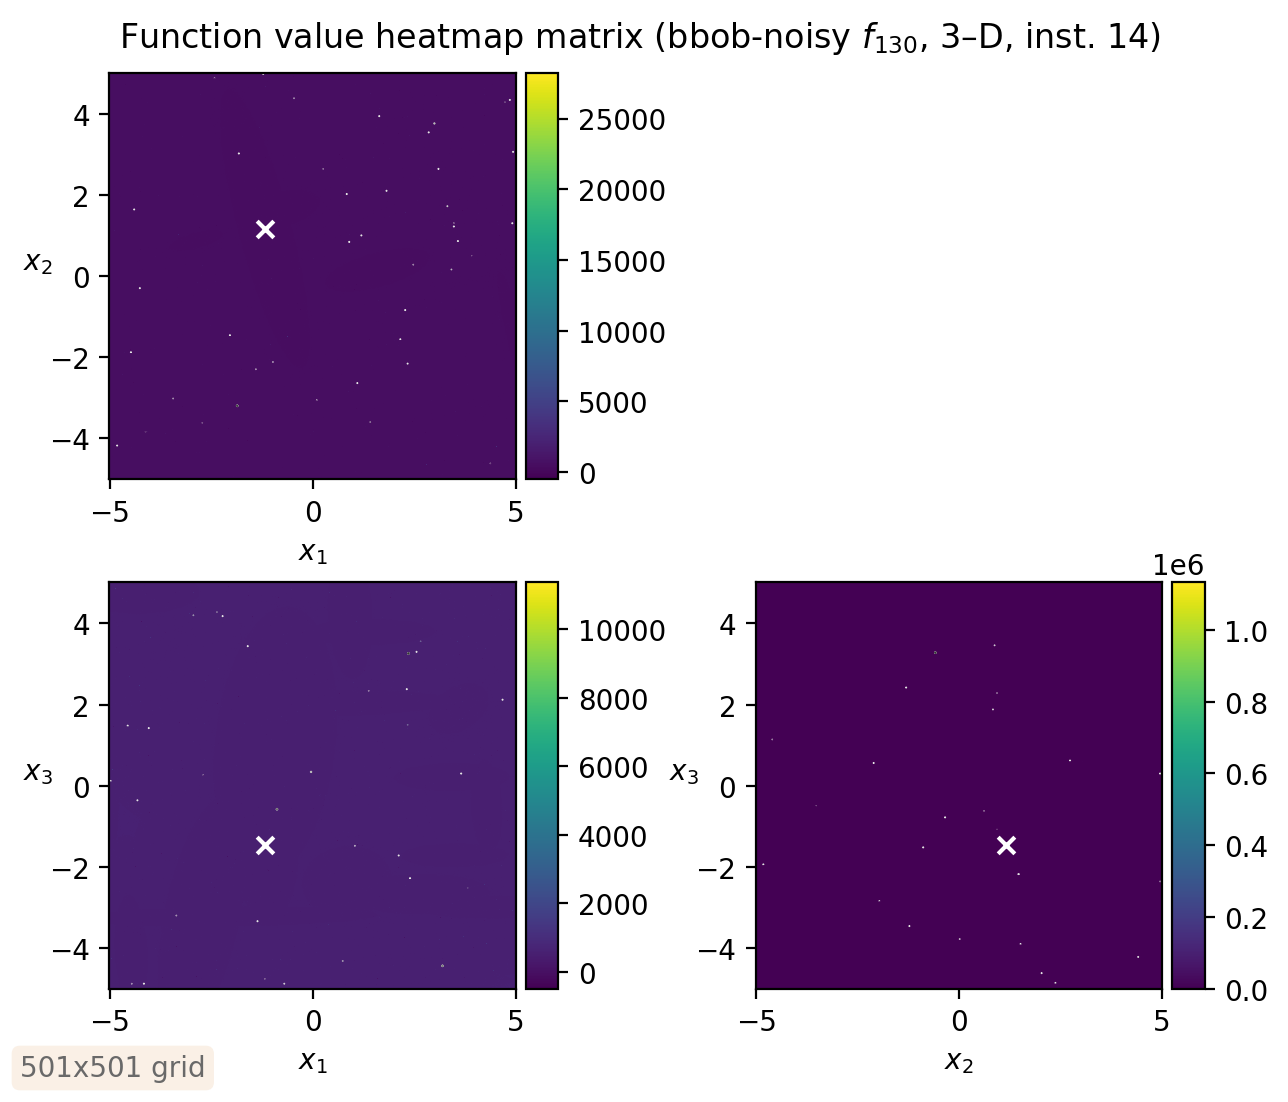 Function value heatmap matrix (bbob-noisy f₁₃₀, 3–D, inst. 14)
x₂
4
2
0
−2
−4
−5 0 5
x₁
25000
20000
15000
10000
5000
0
x₃
4
2
0
−2
−4
−5 0 5
x₁
10000
8000
6000
4000
2000
0
x₃
4
2
0
−2
−4
−5 0 5
x₂
1e6
1.0
0.8
0.6
0.4
0.2
0.0
501x501 grid